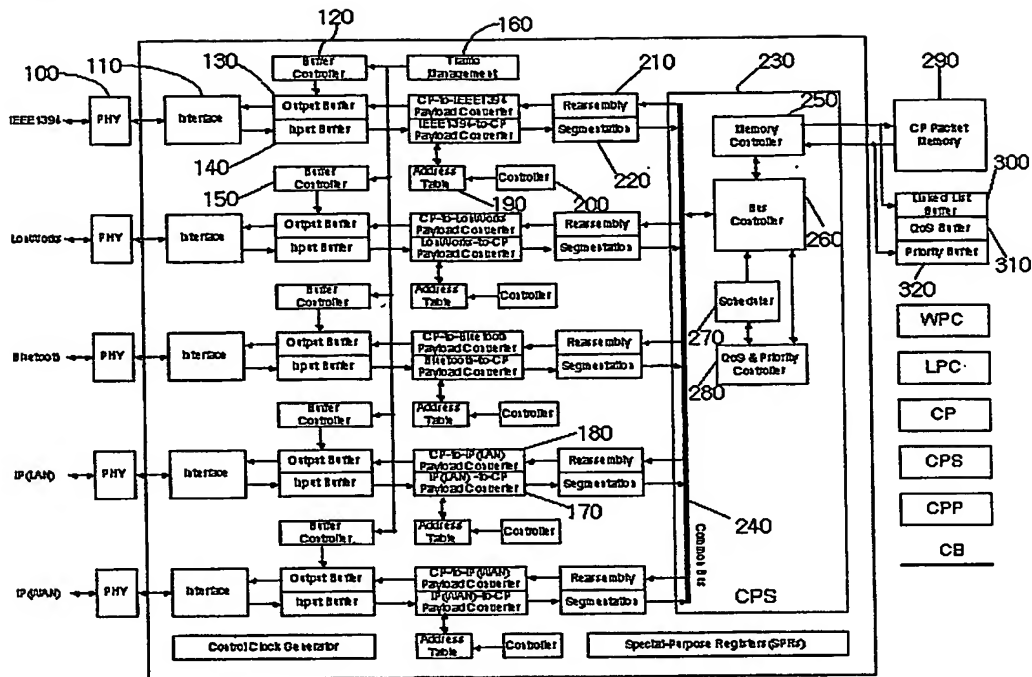 120
160
100
110
130
Buffer Controller
Traffic Management
210
230
290
IEEE1394
PHY
Interface
Output Buffer
Input Buffer
CP-to-IEEE1394 Payload Converter
IEEE1394-to-CP Payload Converter
Reassembly
Segmentation
250
Memory Controller
CP Packet Memory
140
150
Buffer Controller
Address Table
Controller
190
200
220
300
Linked List Buffer
QoS Buffer
Priority Buffer
310
320
LonWorks
PHY
Interface
Output Buffer
Input Buffer
CP-to-LonWorks Payload Converter
LonWorks-to-CP Payload Converter
Reassembly
Segmentation
Bus Controller
260
Buffer Controller
Address Table
Controller
Scheduler
270
WPC
Bluetooth
PHY
Interface
Output Buffer
Input Buffer
CP-to-Bluetooth Payload Converter
Bluetooth-to-CP Payload Converter
Reassembly
Segmentation
QoS & Priority Controller
280
LPC
Buffer Controller
Address Table
Controller
CP
180
IP(LAN)
PHY
Interface
Output Buffer
Input Buffer
CP-to-IP(LAN) Payload Converter
IP(LAN)-to-CP Payload Converter
Reassembly
Segmentation
CPS
170
240
CPP
Buffer Controller
Address Table
Controller
Common Bus
CB
IP(WAN)
PHY
Interface
Output Buffer
Input Buffer
CP-to-IP(WAN) Payload Converter
IP(WAN)-to-CP Payload Converter
Reassembly
Segmentation
CPS
Control Clock Generator
Address Table
Controller
Special-Purpose Registers(SPRs)